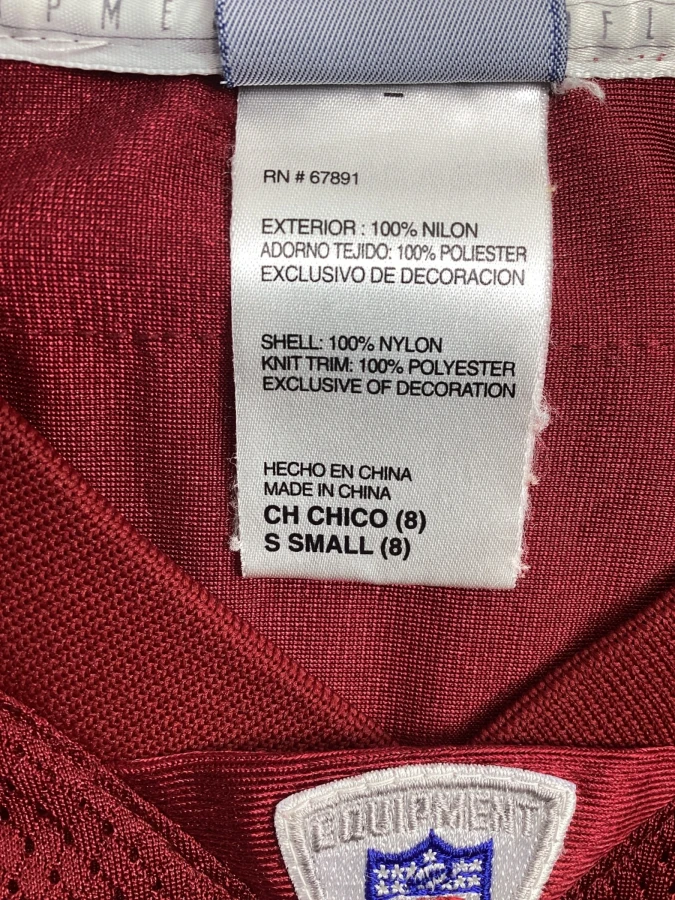 P M E
F L
RN # 67891
EXTERIOR : 100% NILON
ADORNO TEJIDO: 100% POLIESTER
EXCLUSIVO DE DECORACION
SHELL: 100% NYLON
KNIT TRIM: 100% POLYESTER
EXCLUSIVE OF DECORATION
HECHO EN CHINA
MADE IN CHINA
CH CHICO (8)
S SMALL (8)
EQUIPMENT